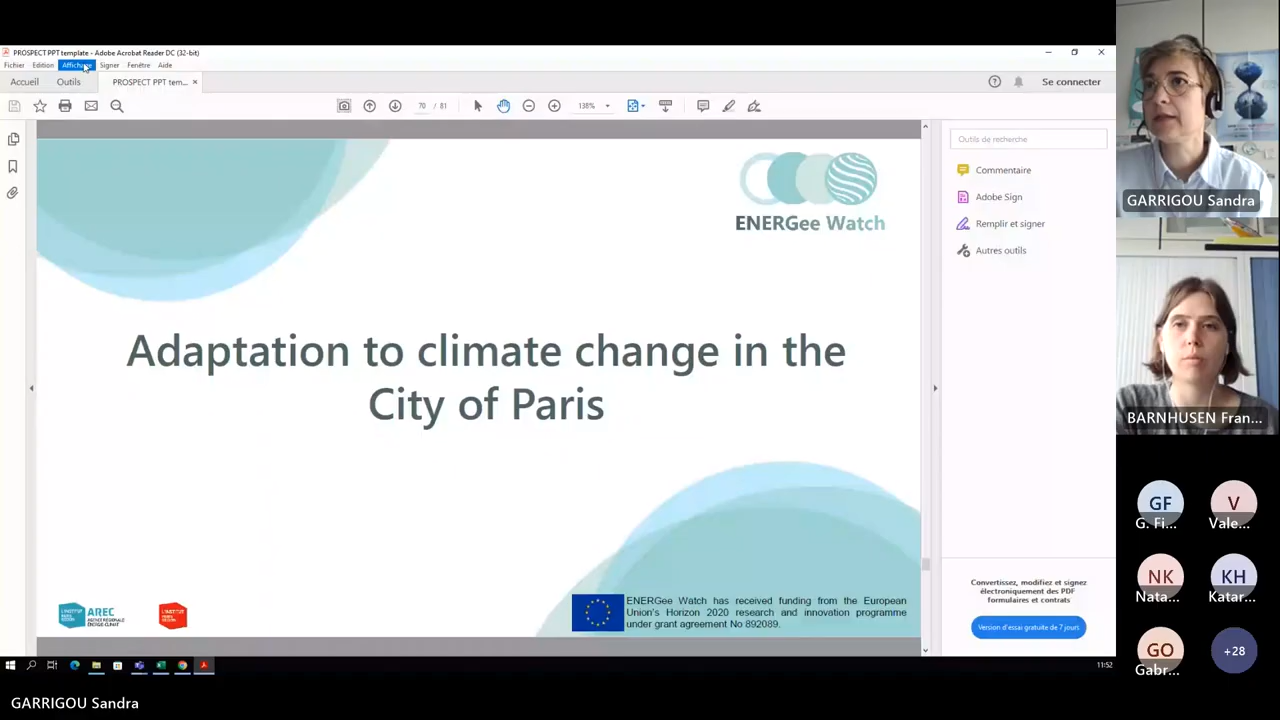 PROSPECT PPT template - Adobe Acrobat Reader DC (32-bit)
Fichier Edition Affichage Signer Fenêtre Aide
Accueil Outils PROSPECT PPT tem... × Se connecter
70 / 81 138%
ENERGee Watch
Adaptation to climate change in the
City of Paris
AREC
ENERGee Watch has received funding from the European
Union's Horizon 2020 research and innovation programme
under grant agreement No 892089.
Outils de recherche
Commentaire
Adobe Sign
Remplir et signer
Autres outils
Convertissez, modifiez et signez
électroniquement des PDF
formulaires et contrats
Version d'essai gratuite de 7 jours
11:52
GARRIGOU Sandra
GARRIGOU Sandra
BARNHUSEN Fran...
GF V
G. Fi... Vale...
NK KH
Nata... Katar...
GO +28
Gabr...